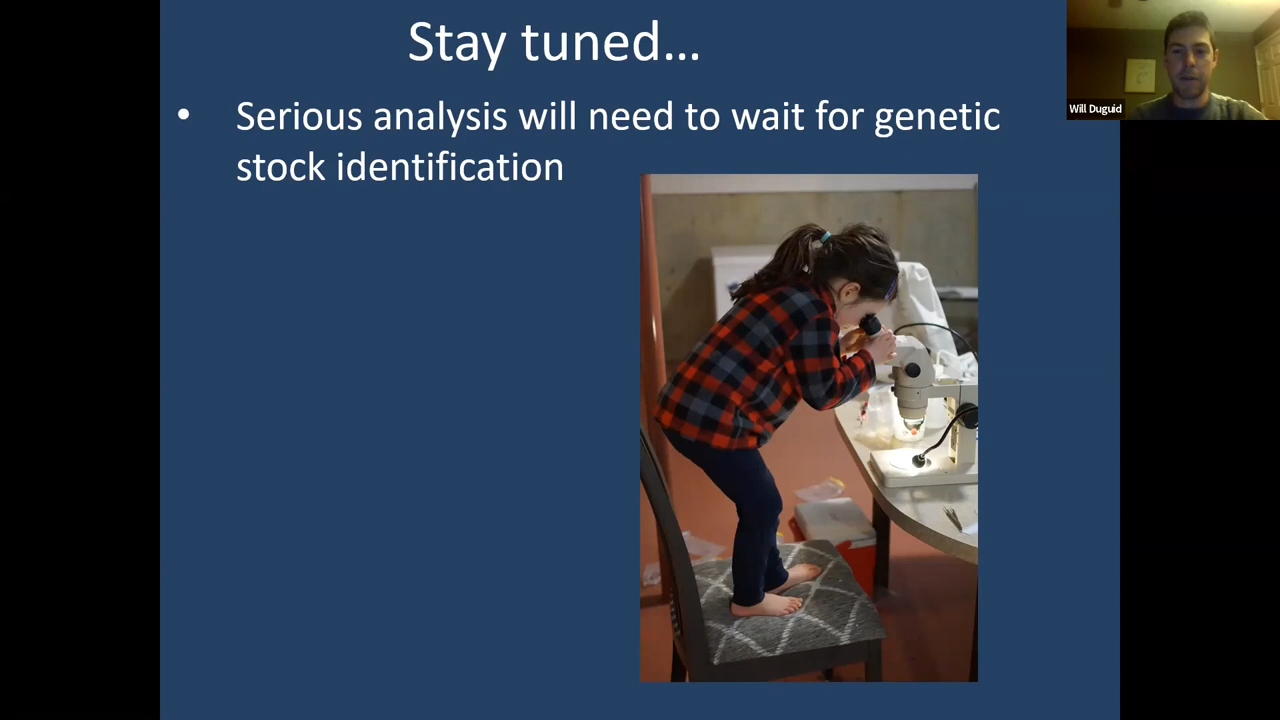 Stay tuned…
• Serious analysis will need to wait for genetic
stock identification
Will Duguid